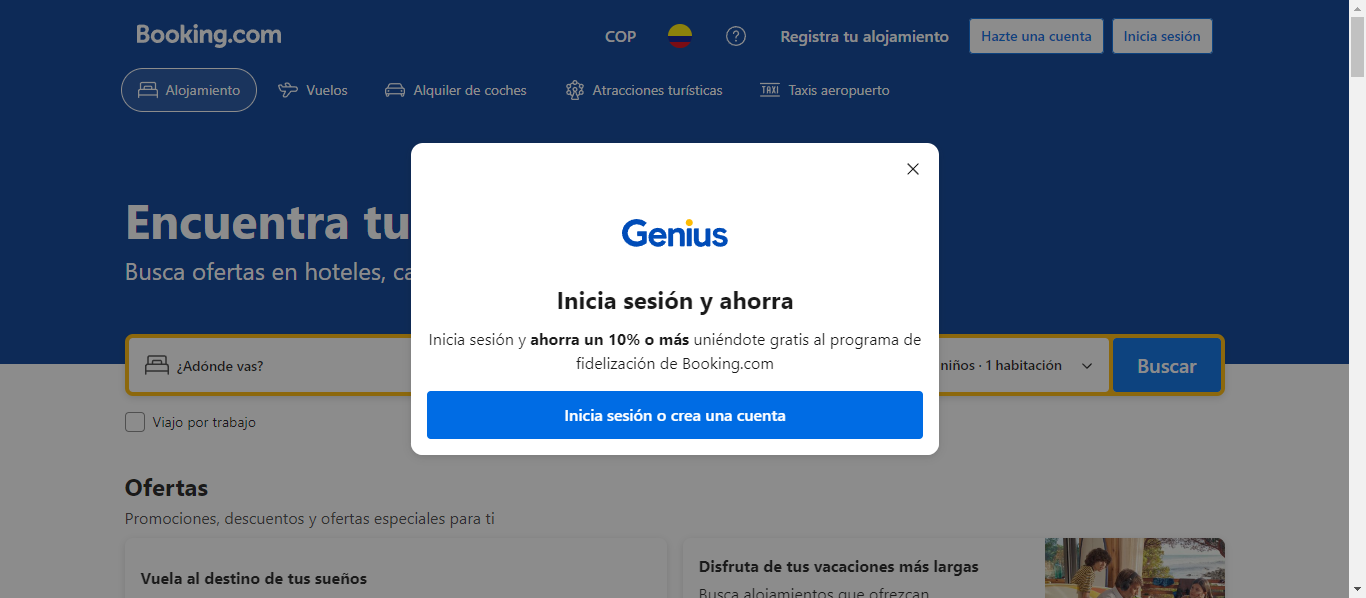 Booking.com
COP
Registra tu alojamiento
Hazte una cuenta
Inicia sesión
Alojamiento
Vuelos
Alquiler de coches
Atracciones turísticas
TAXI
Taxis aeropuerto
Genius
Inicia sesión y ahorra
Inicia sesión y ahorra un 10% o más uniéndote gratis al programa de
fidelización de Booking.com
Inicia sesión o crea una cuenta
Encuentra tu
Busca ofertas en hoteles, ca
¿Adónde vas?
niños · 1 habitación
Buscar
Viajo por trabajo
Ofertas
Promociones, descuentos y ofertas especiales para ti
Vuela al destino de tus sueños
Disfruta de tus vacaciones más largas
Busca alojamientos que ofrezcan